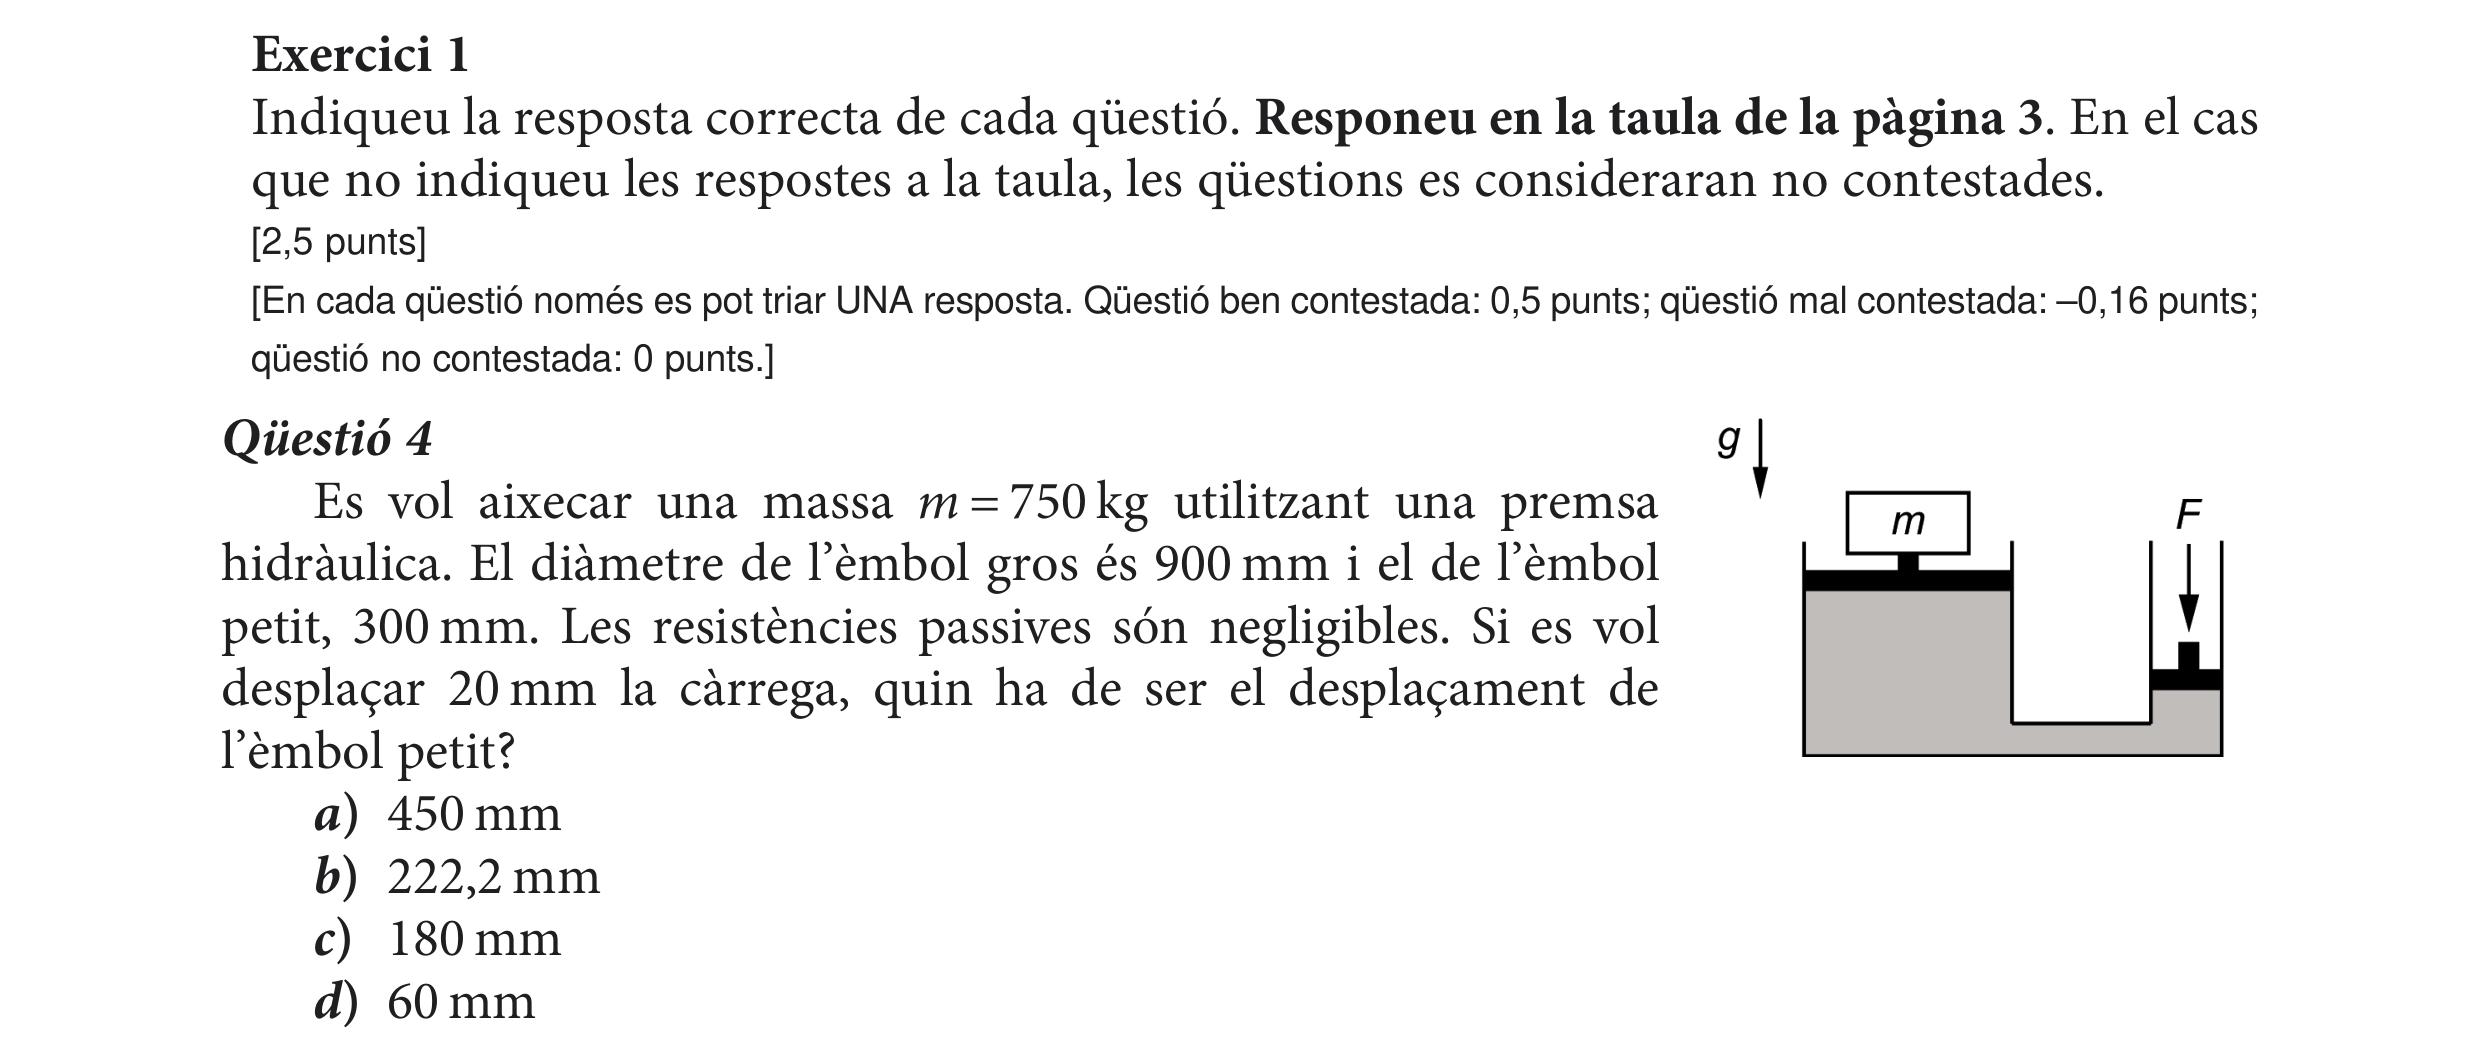 Exercici 1
Indiqueu la resposta correcta de cada qüestió. Responeu en la taula de la pàgina 3. En el cas
que no indiqueu les respostes a la taula, les qüestions es consideraran no contestades.
[2,5 punts]
[En cada qüestió només es pot triar UNA resposta. Qüestió ben contestada: 0,5 punts; qüestió mal contestada: –0,16 punts;
qüestió no contestada: 0 punts.]
Qüestió 4
Es vol aixecar una massa m = 750 kg utilitzant una premsa
hidràulica. El diàmetre de l’èmbol gros és 900 mm i el de l’èmbol
petit, 300 mm. Les resistències passives són negligibles. Si es vol
desplaçar 20 mm la càrrega, quin ha de ser el desplaçament de
l’èmbol petit?
a) 450 mm
b) 222,2 mm
c) 180 mm
d) 60 mm
g
m
F